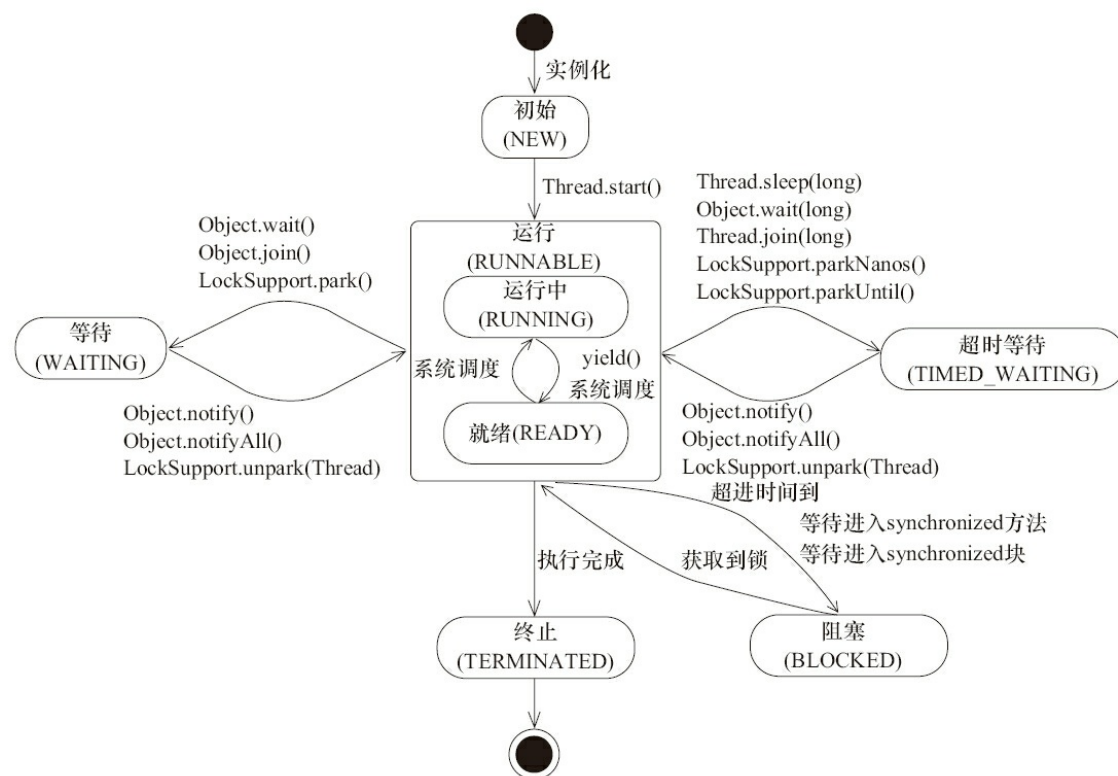 实例化
初始
(NEW)
Thread.start()
Object.wait()
Object.join()
LockSupport.park()
Thread.sleep(long)
Object.wait(long)
Thread.join(long)
LockSupport.parkNanos()
LockSupport.parkUntil()
运行
(RUNNABLE)
运行中
(RUNNING)
等待
(WAITING)
超时等待
(TIMED_WAITING)
系统调度
yield()
系统调度
就绪(READY)
Object.notify()
Object.notifyAll()
LockSupport.unpark(Thread)
Object.notify()
Object.notifyAll()
LockSupport.unpark(Thread)
超进时间到
等待进入synchronized方法
等待进入synchronized块
执行完成
获取到锁
终止
(TERMINATED)
阻塞
(BLOCKED)